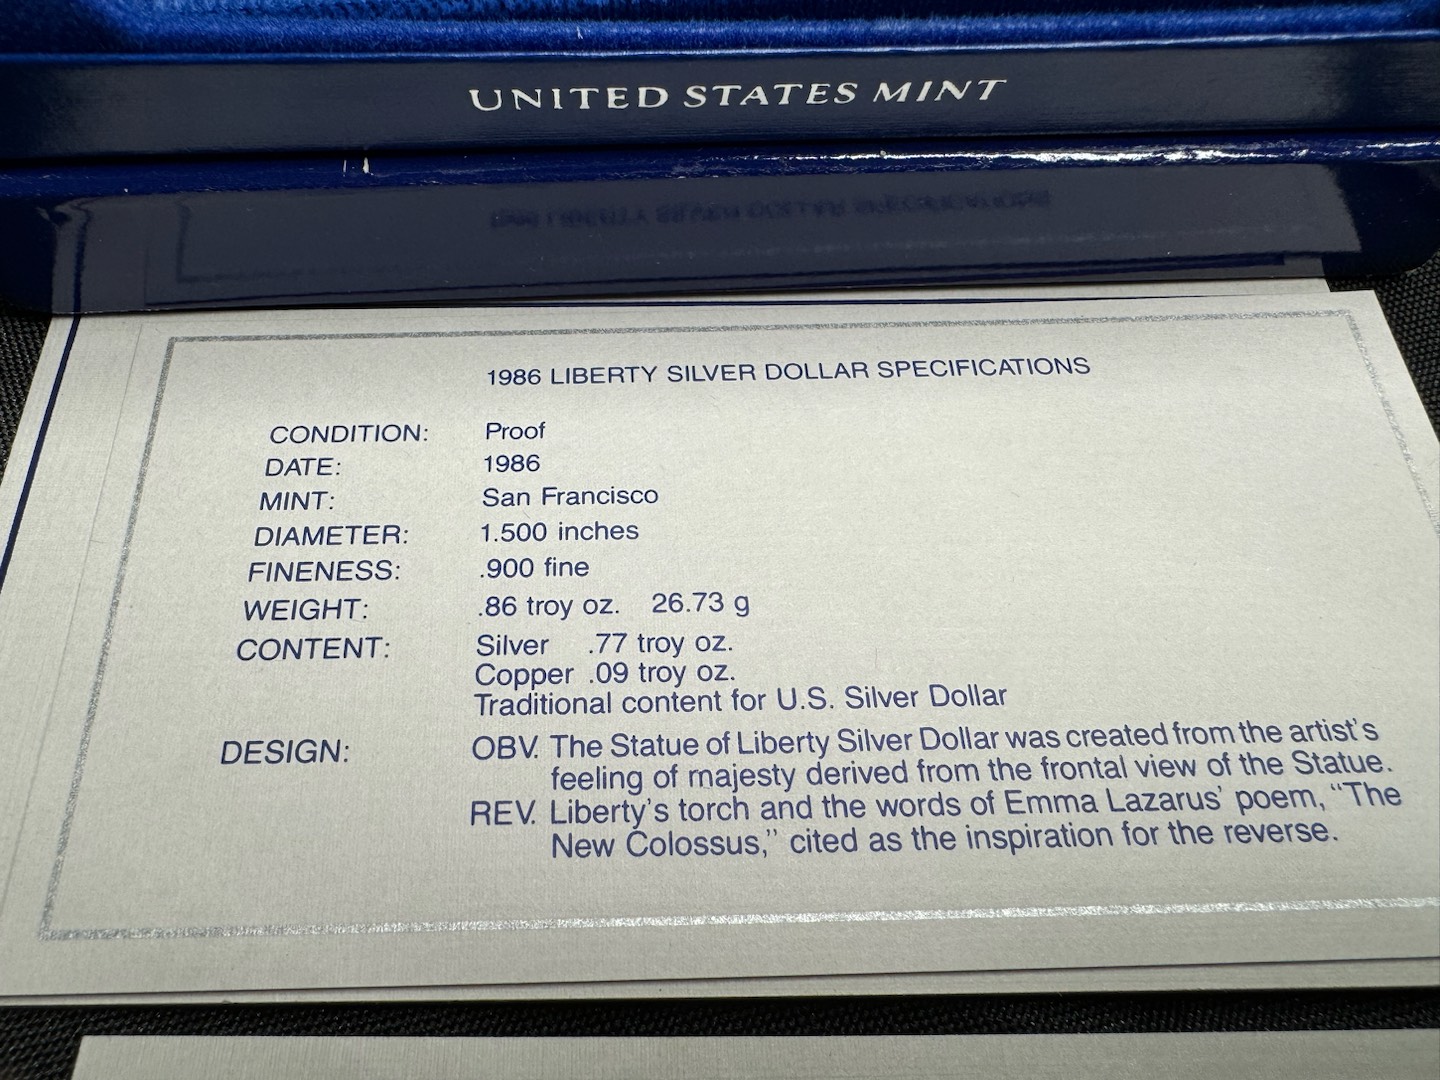 UNITED STATES MINT
1986 LIBERTY SILVER DOLLAR SPECIFICATIONS
CONDITION: Proof
DATE: 1986
MINT: San Francisco
DIAMETER: 1.500 inches
FINENESS: .900 fine
WEIGHT: .86 troy oz. 26.73 g
CONTENT: Silver .77 troy oz.
Copper .09 troy oz.
Traditional content for U.S. Silver Dollar
DESIGN: OBV. The Statue of Liberty Silver Dollar was created from the artist's
feeling of majesty derived from the frontal view of the Statue.
REV. Liberty's torch and the words of Emma Lazarus' poem, "The
New Colossus," cited as the inspiration for the reverse.